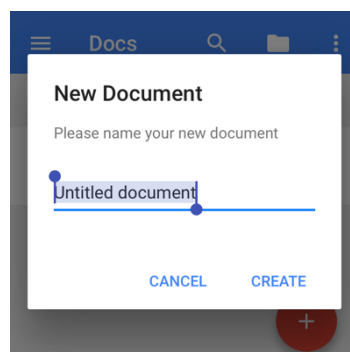 Docs
New Document
Please name your new document
Untitled document
CANCEL CREATE